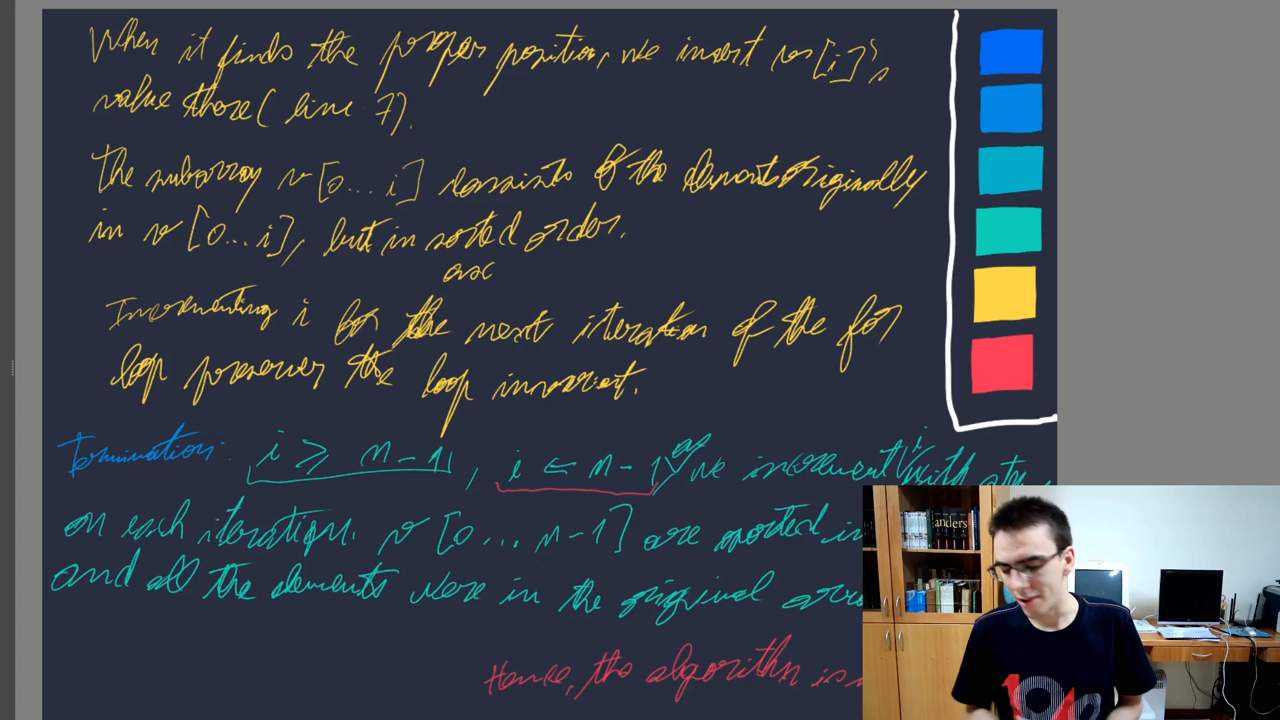 When it finds the proper position, we insert v[i]'s
value those( line 7).
The subarray v[0...i] consists of the elements originally
in v[0...i], but in sorted order.
asc
Incrementing i for the next iteration of the for
loop preserves the loop invariant.
Termination: i ≥ n-1, i = n-1 as we increment i with
on each iteration. v[0...n-1] are sorted in
and all the elements were in the original
Hence, the algorithm is
anders